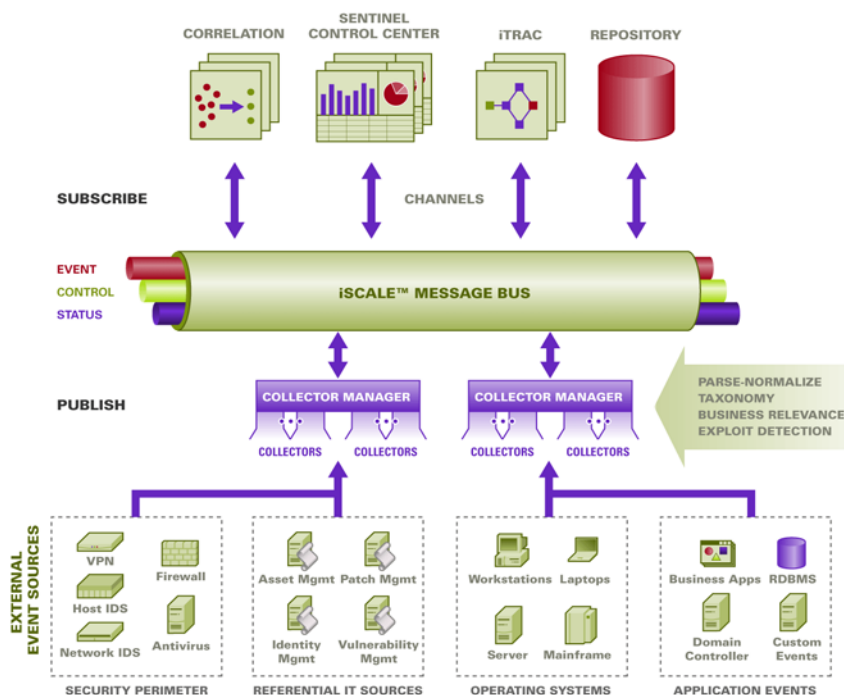 CORRELATION
SENTINEL
CONTROL CENTER
iTRAC
REPOSITORY
SUBSCRIBE
CHANNELS
EVENT
CONTROL
STATUS
iSCALE™ MESSAGE BUS
PUBLISH
COLLECTOR MANAGER
COLLECTORS
COLLECTORS
COLLECTOR MANAGER
COLLECTORS
COLLECTORS
PARSE-NORMALIZE
TAXONOMY
BUSINESS RELEVANCE
EXPLOIT DETECTION
EXTERNAL
EVENT SOURCES
VPN
Firewall
Host IDS
Network IDS
Antivirus
SECURITY PERIMETER
Asset Mgmt
Patch Mgmt
Identity
Mgmt
Vulnerability
Mgmt
REFERENTIAL IT SOURCES
Workstations
Laptops
Server
Mainframe
OPERATING SYSTEMS
Business Apps
RDBMS
Domain
Controller
Custom
Events
APPLICATION EVENTS